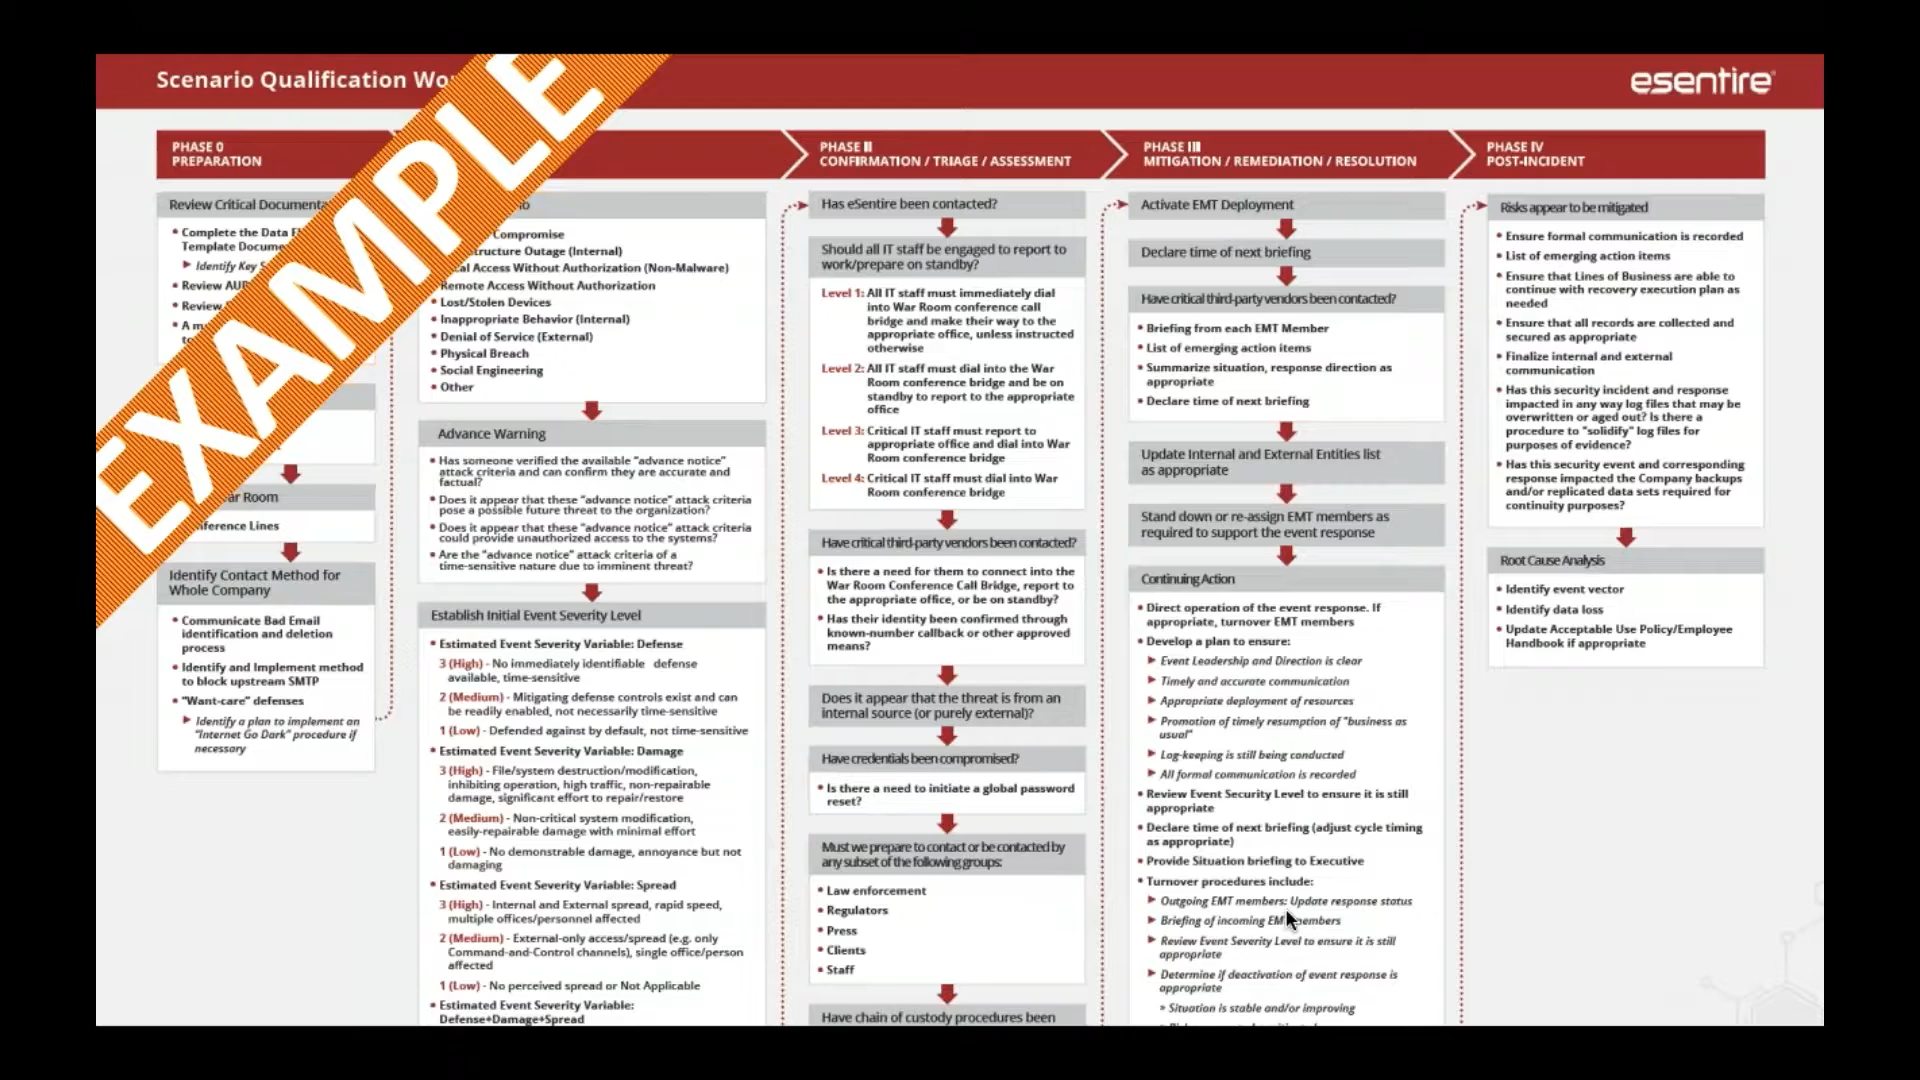 Scenario Qualification
esentire
EXAMPLE
PHASE 0
PREPARATION
Review Critical
Complete the Data
Template
Identify Key
Review
Review
Identify Contact Method for
Whole Company
Communicate Bad Email
identification and deletion
process
Identify and Implement method
to block upstream SMTP
"Want-care" defenses
Identify a plan to implement an
"Internet Go Dark" procedure if
necessary
Room
Lines
Compromise
Outage (Internal)
Access Without Authorization (Non-Malware)
Remote Access Without Authorization
Lost/Stolen Devices
Inappropriate Behavior (Internal)
Denial of Service (External)
Physical Breach
Social Engineering
Other
Advance Warning
Has someone verified the available "advance notice"
attack criteria and can confirm they are accurate and
factual?
Does it appear that these "advance notice" attack criteria
pose a possible future threat to the organization?
Does it appear that these "advance notice" attack criteria
could provide unauthorized access to the systems?
Are the "advance notice" attack criteria of a
time-sensitive nature due to imminent threat?
Establish Initial Event Severity Level
Estimated Event Severity Variable: Defense
3 (High) - No immediately identifiable defense
available, time-sensitive
2 (Medium) - Mitigating defense controls exist and can
be readily enabled, not necessarily time-sensitive
1 (Low) - Defended against by default, not time-sensitive
Estimated Event Severity Variable: Damage
3 (High) - File/system destruction/modification,
inhibiting operation, high traffic, non-repairable
damage, significant effort to repair/restore
2 (Medium) - Non-critical system modification,
easily-repairable damage with minimal effort
1 (Low) - No demonstrable damage, annoyance but not
damaging
Estimated Event Severity Variable: Spread
3 (High) - Internal and External spread, rapid speed,
multiple offices/personnel affected
2 (Medium) - External-only access/spread (e.g. only
Command-and-Control channels), single office/person
affected
1 (Low) - No perceived spread or Not Applicable
Estimated Event Severity Variable:
Defense+Damage+Spread
PHASE II
CONFIRMATION / TRIAGE / ASSESSMENT
Has eSentire been contacted?
Should all IT staff be engaged to report to
work/prepare on standby?
Level 1: All IT staff must immediately dial
into War Room conference call
bridge and make their way to the
appropriate office, unless instructed
otherwise
Level 2: All IT staff must dial into the War
Room conference bridge and be on
standby to report to the appropriate
office
Level 3: Critical IT staff must report to
appropriate office and dial into War
Room conference bridge
Level 4: Critical IT staff must dial into War
Room conference bridge
Have critical third-party vendors been contacted?
Is there a need for them to connect into the
War Room Conference Call Bridge, report to
the appropriate office, or be on standby?
Has their identity been confirmed through
known-number callback or other approved
means?
Does it appear that the threat is from an
internal source (or purely external)?
Have credentials been compromised?
Is there a need to initiate a global password
reset?
Must we prepare to contact or be contacted by
any subset of the following groups:
Law enforcement
Regulators
Press
Clients
Staff
Have chain of custody procedures been
PHASE III
MITIGATION / REMEDIATION / RESOLUTION
Activate EMT Deployment
Declare time of next briefing
Have critical third-party vendors been contacted?
Briefing from each EMT Member
List of emerging action items
Summarize situation, response direction as
appropriate
Declare time of next briefing
Update Internal and External Entities list
as appropriate
Stand down or re-assign EMT members as
required to support the event response
Continuing Action
Direct operation of the event response. If
appropriate, turnover EMT members
Develop a plan to ensure:
Event Leadership and Direction is clear
Timely and accurate communication
Appropriate deployment of resources
Promotion of timely resumption of "business as
usual"
Log-keeping is still being conducted
All formal communication is recorded
Review Event Security Level to ensure it is still
appropriate
Declare time of next briefing (adjust cycle timing
as appropriate)
Provide Situation briefing to Executive
Turnover procedures include:
Outgoing EMT members: Update response status
Briefing of incoming EMT members
Review Event Severity Level to ensure it is still
appropriate
Determine if deactivation of event response is
appropriate
» Situation is stable and/or improving
PHASE IV
POST-INCIDENT
Risks appear to be mitigated
Ensure formal communication is recorded
List of emerging action items
Ensure that Lines of Business are able to
continue with recovery execution plan as
needed
Ensure that all records are collected and
secured as appropriate
Finalize internal and external
communication
Has this security incident and response
impacted in any way log files that may be
overwritten or aged out? Is there a
procedure to "solidify" log files for
purposes of evidence?
Has this security event and corresponding
response impacted the Company backups
and/or replicated data sets required for
continuity purposes?
Root Cause Analysis
Identify event vector
Identify data loss
Update Acceptable Use Policy/Employee
Handbook if appropriate